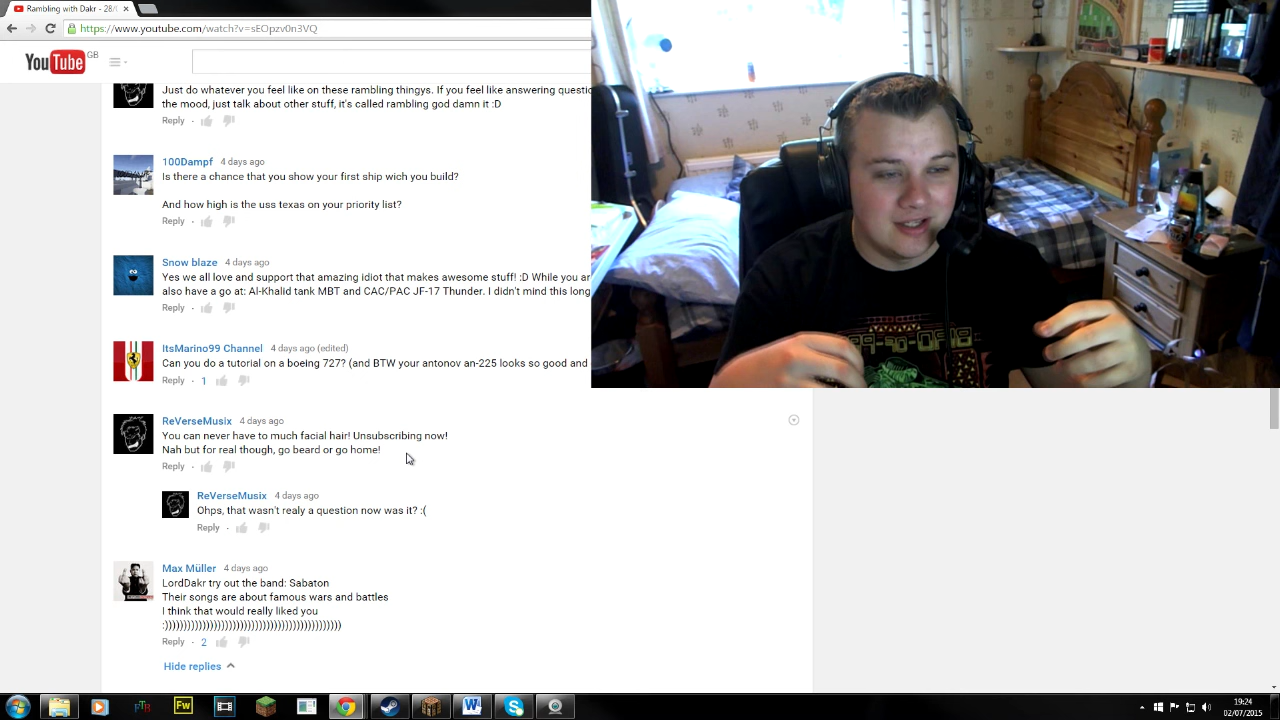 Rambling with Dakr - 28/0
https://www.youtube.com/watch?v=sEOpzv0n3VQ
YouTube GB
Just do whatever you feel like on these rambling thingys. If you feel like answering questio
the mood, just talk about other stuff, it's called rambling god damn it :D
Reply
100Dampf 4 days ago
Is there a chance that you show your first ship wich you build?
And how high is the uss texas on your priority list?
Reply
Snow blaze 4 days ago
Yes we all love and support that amazing idiot that makes awesome stuff! :D While you ar
also have a go at: Al-Khalid tank MBT and CAC/PAC JF-17 Thunder. I didn't mind this long
Reply
ItsMarino99 Channel 4 days ago (edited)
Can you do a tutorial on a boeing 727? (and BTW your antonov an-225 looks so good and
Reply · 1
ReVerseMusix 4 days ago
You can never have to much facial hair! Unsubscribing now!
Nah but for real though, go beard or go home!
Reply
ReVerseMusix 4 days ago
Ohps, that wasn't realy a question now was it? :(
Reply
Max Müller 4 days ago
LordDakr try out the band: Sabaton
Their songs are about famous wars and battles
I think that would really liked you
:)))))))))))))))))))))))))))))))))))))))))))
Reply · 2
Hide replies
FTB
Fw
W
S
19:24
02/07/2015